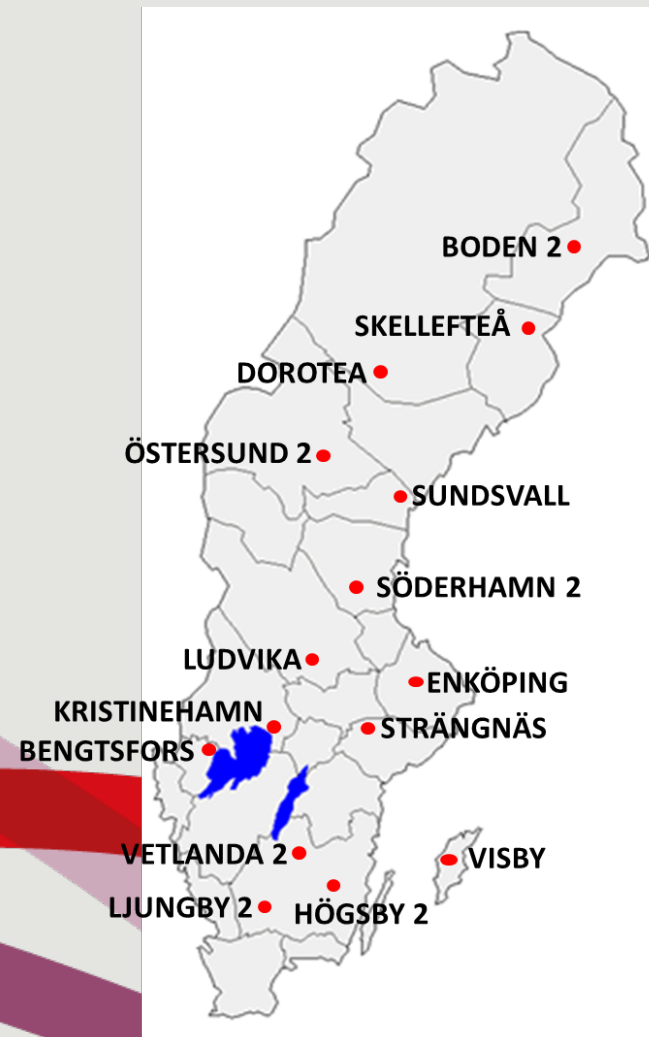 BODEN 2
SKELLEFTEÅ
DOROTEA
ÖSTERSUND 2
SUNDSVALL
SÖDERHAMN 2
LUDVIKA
ENKÖPING
KRISTINEHAMN
STRÄNGNÄS
BENGTSFORS
VETLANDA 2
VISBY
LJUNGBY 2
HÖGSBY 2